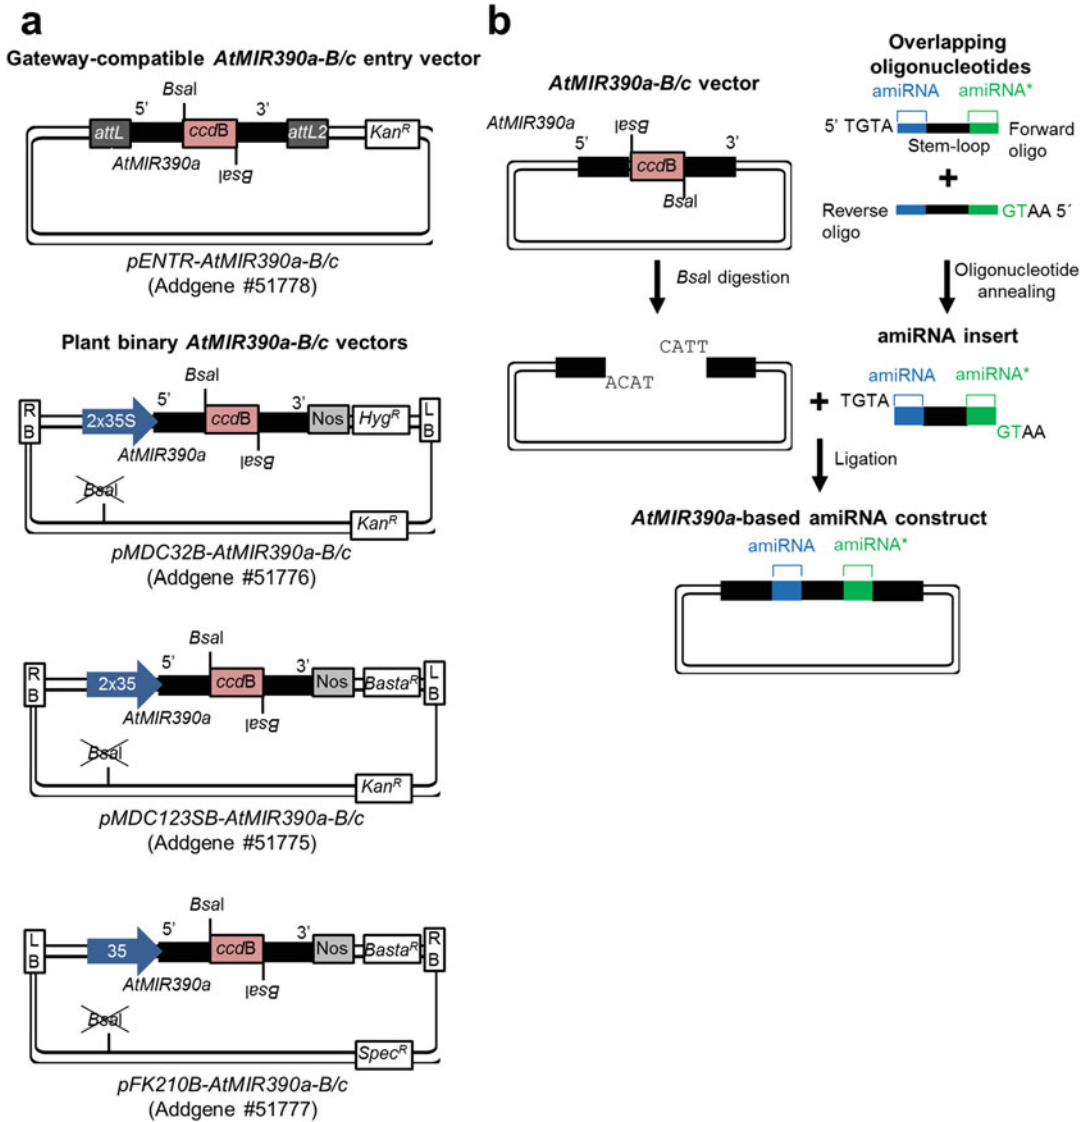 a
Gateway-compatible AtMIR390a-B/c entry vector
BsaI
5’ 3’
attL ccdB attL2 KanR
AtMIR390a
BsaI
pENTR-AtMIR390a-B/c
(Addgene #51778)
Plant binary AtMIR390a-B/c vectors
BsaI
5’ 3’
RB 2x35S ccdB Nos HygR LB
AtMIR390a
BsaI
BsaI
KanR
pMDC32B-AtMIR390a-B/c
(Addgene #51776)
BsaI
5’ 3’
RB 2x35 ccdB Nos BastaR LB
AtMIR390a
BsaI
BsaI
KanR
pMDC123SB-AtMIR390a-B/c
(Addgene #51775)
BsaI
5’ 3’
LB 35 ccdB Nos BastaR RB
AtMIR390a
BsaI
BsaI
SpecR
pFK210B-AtMIR390a-B/c
(Addgene #51777)
b
AtMIR390a-B/c vector
AtMIR390a
BsaI
5’ 3’
ccdB
BsaI
BsaI digestion
CATT
ACAT
Overlapping
oligonucleotides
amiRNA amiRNA*
5’ TGTA
Stem-loop
Forward
oligo
+
Reverse
oligo
GTAA 5´
Oligonucleotide
annealing
amiRNA insert
amiRNA amiRNA*
+ TGTA
GTAA
Ligation
AtMIR390a-based amiRNA construct
amiRNA amiRNA*